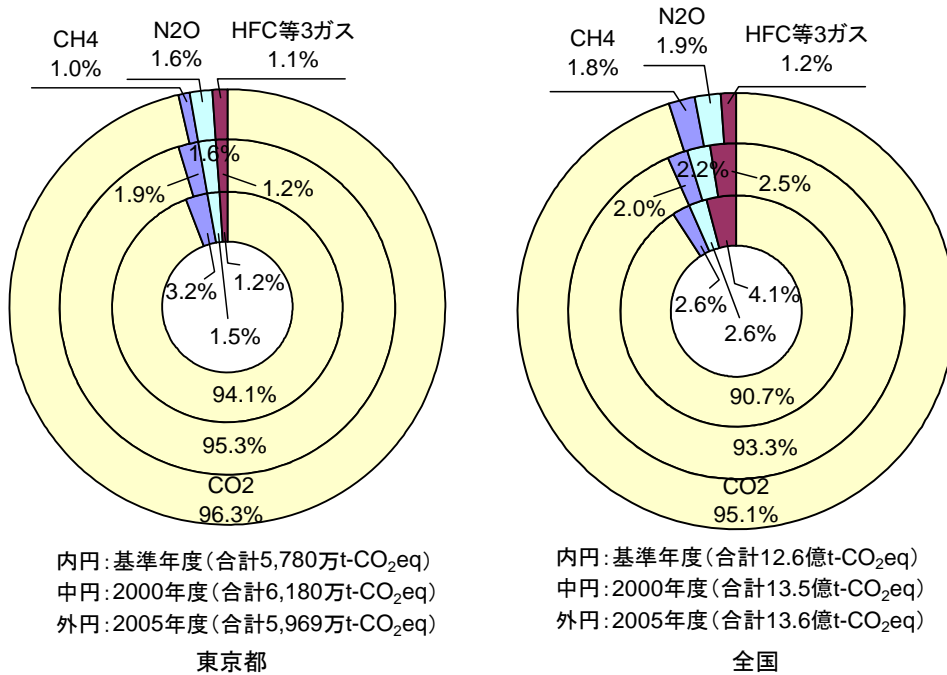 CH4
1.0%
N2O
1.6%
HFC等3ガス
1.1%
1.6%
1.9%
1.2%
3.2%
1.2%
1.5%
94.1%
95.3%
CO2
96.3%
内円：基準年度（合計5,780万t-CO₂eq）
中円：2000年度（合計6,180万t-CO₂eq）
外円：2005年度（合計5,969万t-CO₂eq）
東京都
CH4
1.8%
N2O
1.9%
HFC等3ガス
1.2%
2.2%
2.0%
2.5%
2.6%
4.1%
2.6%
90.7%
93.3%
CO2
95.1%
内円：基準年度（合計12.6億t-CO₂eq）
中円：2000年度（合計13.5億t-CO₂eq）
外円：2005年度（合計13.6億t-CO₂eq）
全国